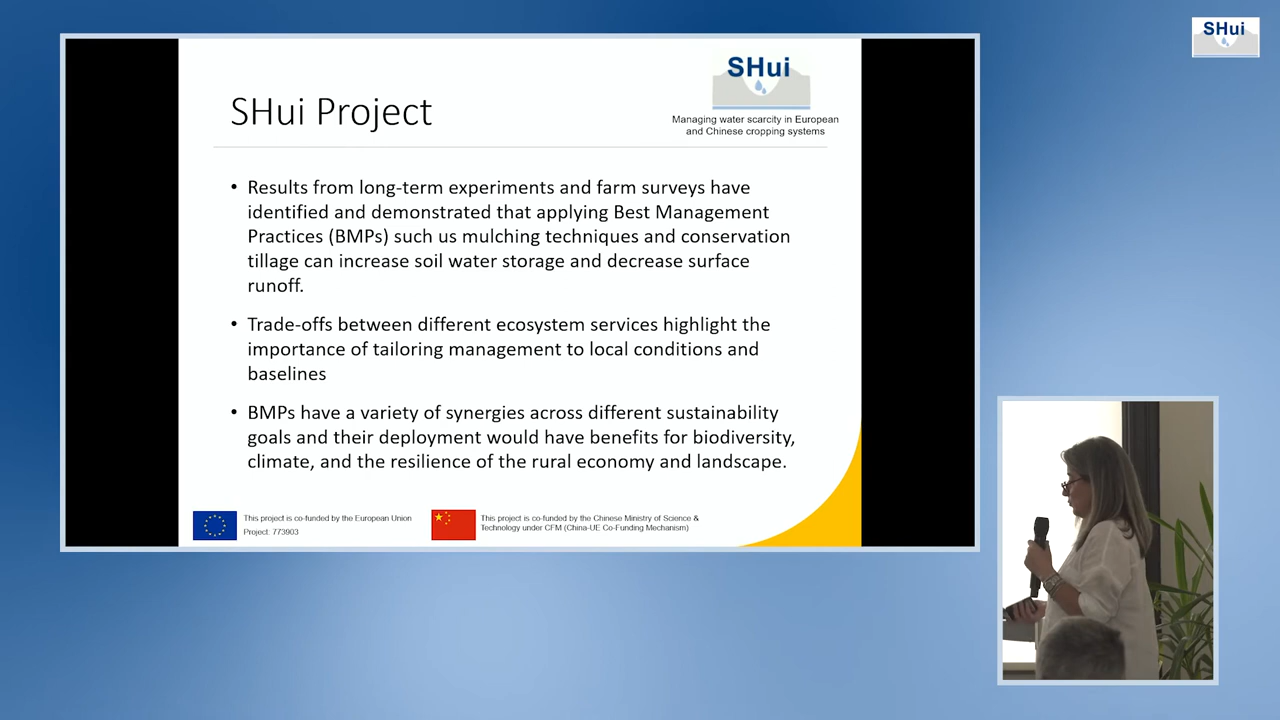 SHui
SHui
SHui Project
Managing water scarcity in European
and Chinese cropping systems
• Results from long-term experiments and farm surveys have
identified and demonstrated that applying Best Management
Practices (BMPs) such us mulching techniques and conservation
tillage can increase soil water storage and decrease surface
runoff.
• Trade-offs between different ecosystem services highlight the
importance of tailoring management to local conditions and
baselines
• BMPs have a variety of synergies across different sustainability
goals and their deployment would have benefits for biodiversity,
climate, and the resilience of the rural economy and landscape.
This project is co-funded by the European Union
Project: 773903
This project is co-funded by the Chinese Ministry of Science &
Technology under CFM (China-UE Co-Funding Mechanism)